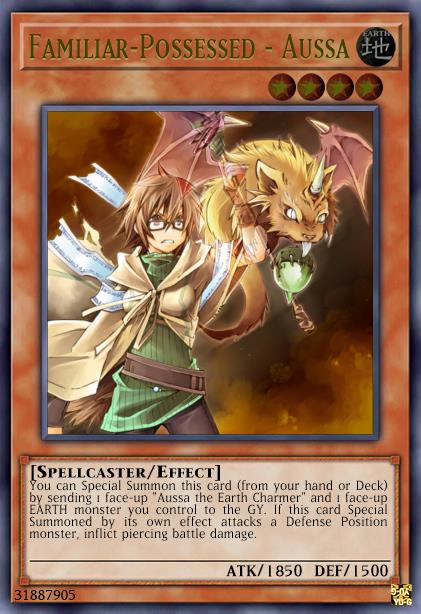 FAMILIAR-POSSESSED - AUSSA
EARTH
地
[SPELLCASTER/EFFECT]
You can Special Summon this card (from your hand or Deck)
by sending 1 face-up "Aussa the Earth Charmer" and 1 face-up
EARTH monster you control to the GY. If this card Special
Summoned by its own effect attacks a Defense Position
monster, inflict piercing battle damage.
ATK/1850 DEF/1500
31887905